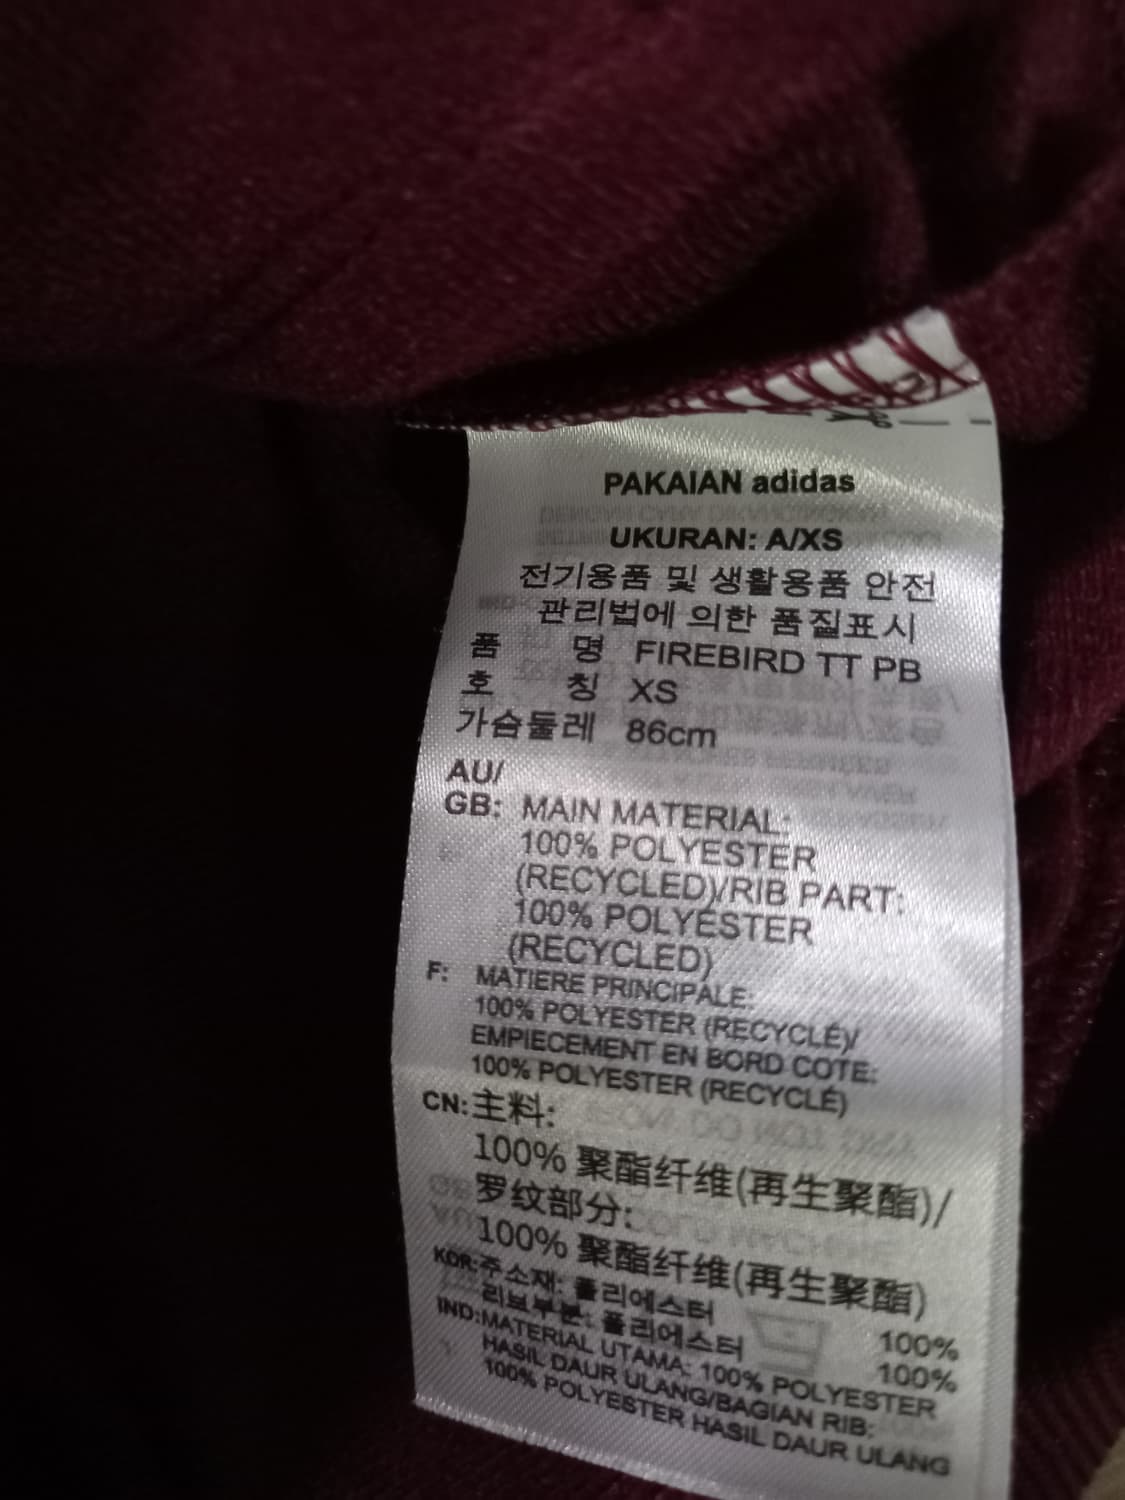 PAKAIAN adidas
UKURAN: A/XS
전기용품 및 생활용품 안전
관리법에 의한 품질표시
품 명 FIREBIRD TT PB
호 칭 XS
가슴둘레 86cm
AU/
GB: MAIN MATERIAL:
100% POLYESTER
(RECYCLED)/RIB PART:
100% POLYESTER
(RECYCLED)
F: MATIERE PRINCIPALE:
100% POLYESTER (RECYCLÉ)/
EMPIECEMENT EN BORD COTE:
100% POLYESTER (RECYCLÉ)
CN: 主料:
100% 聚酯纤维(再生聚酯)/
罗纹部分:
100% 聚酯纤维(再生聚酯)
KOR: 주소재: 폴리에스터 100%
리브부분: 폴리에스터 100%
IND: MATERIAL UTAMA: 100% POLYESTER
HASIL DAUR ULANG/BAGIAN RIB:
100% POLYESTER HASIL DAUR ULANG